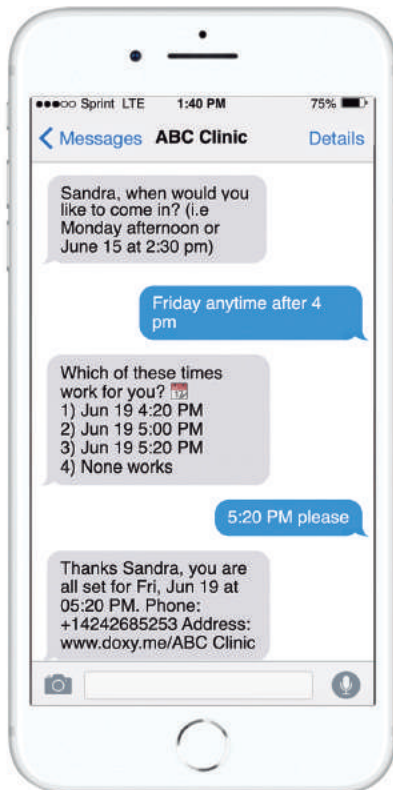 Sprint LTE 1:40 PM 75%
Messages ABC Clinic Details
Sandra, when would you
like to come in? (i.e
Monday afternoon or
June 15 at 2:30 pm)
Friday anytime after 4
pm
Which of these times
work for you? 📅
1) Jun 19 4:20 PM
2) Jun 19 5:00 PM
3) Jun 19 5:20 PM
4) None works
5:20 PM please
Thanks Sandra, you are
all set for Fri, Jun 19 at
05:20 PM. Phone:
+14242685253 Address:
www.doxy.me/ABC Clinic